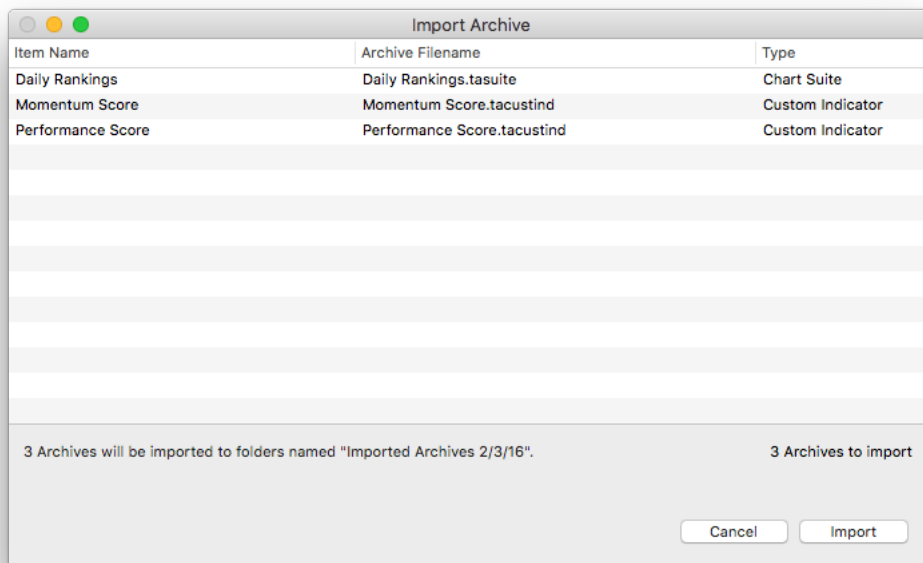 Import Archive
Item Name Archive Filename Type
Daily Rankings Daily Rankings.tasuite Chart Suite
Momentum Score Momentum Score.tacustind Custom Indicator
Performance Score Performance Score.tacustind Custom Indicator
3 Archives will be imported to folders named "Imported Archives 2/3/16". 3 Archives to import
Cancel Import